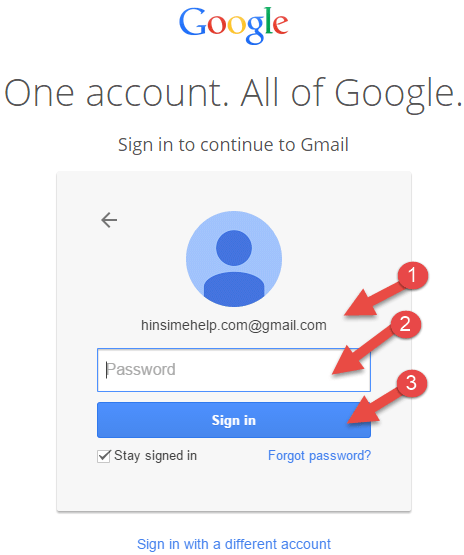 Google
One account. All of Google.
Sign in to continue to Gmail
1
hinsimehelp.com@gmail.com
2
Password
3
Sign in
Stay signed in Forgot password?
Sign in with a different account